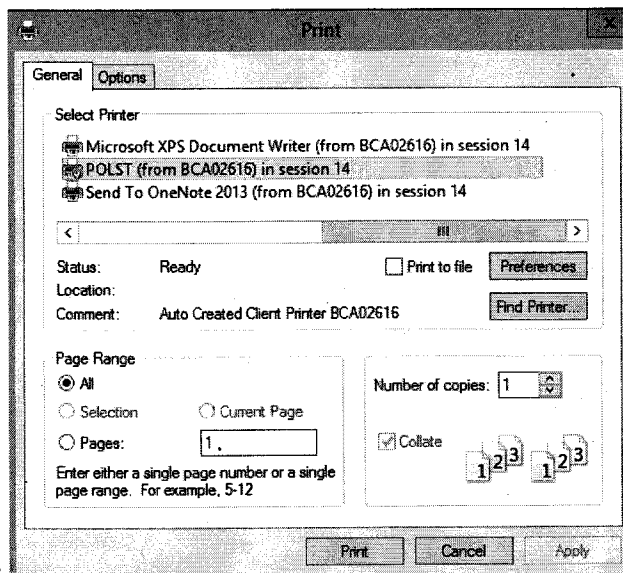 Print
X
General
Options
Select Printer
Microsoft XPS Document Writer (from BCA02616) in session 14
POLST (from BCA02616) in session 14
Send To OneNote 2013 (from BCA02616) in session 14
Status: Ready
Print to file
Preferences
Location:
Comment: Auto Created Client Printer BCA02616
Find Printer...
Page Range
All
Selection
Current Page
Pages: 1
Enter either a single page number or a single
page range. For example, 5-12
Number of copies: 1
Collate
1 2 3 1 2 3
Print
Cancel
Apply